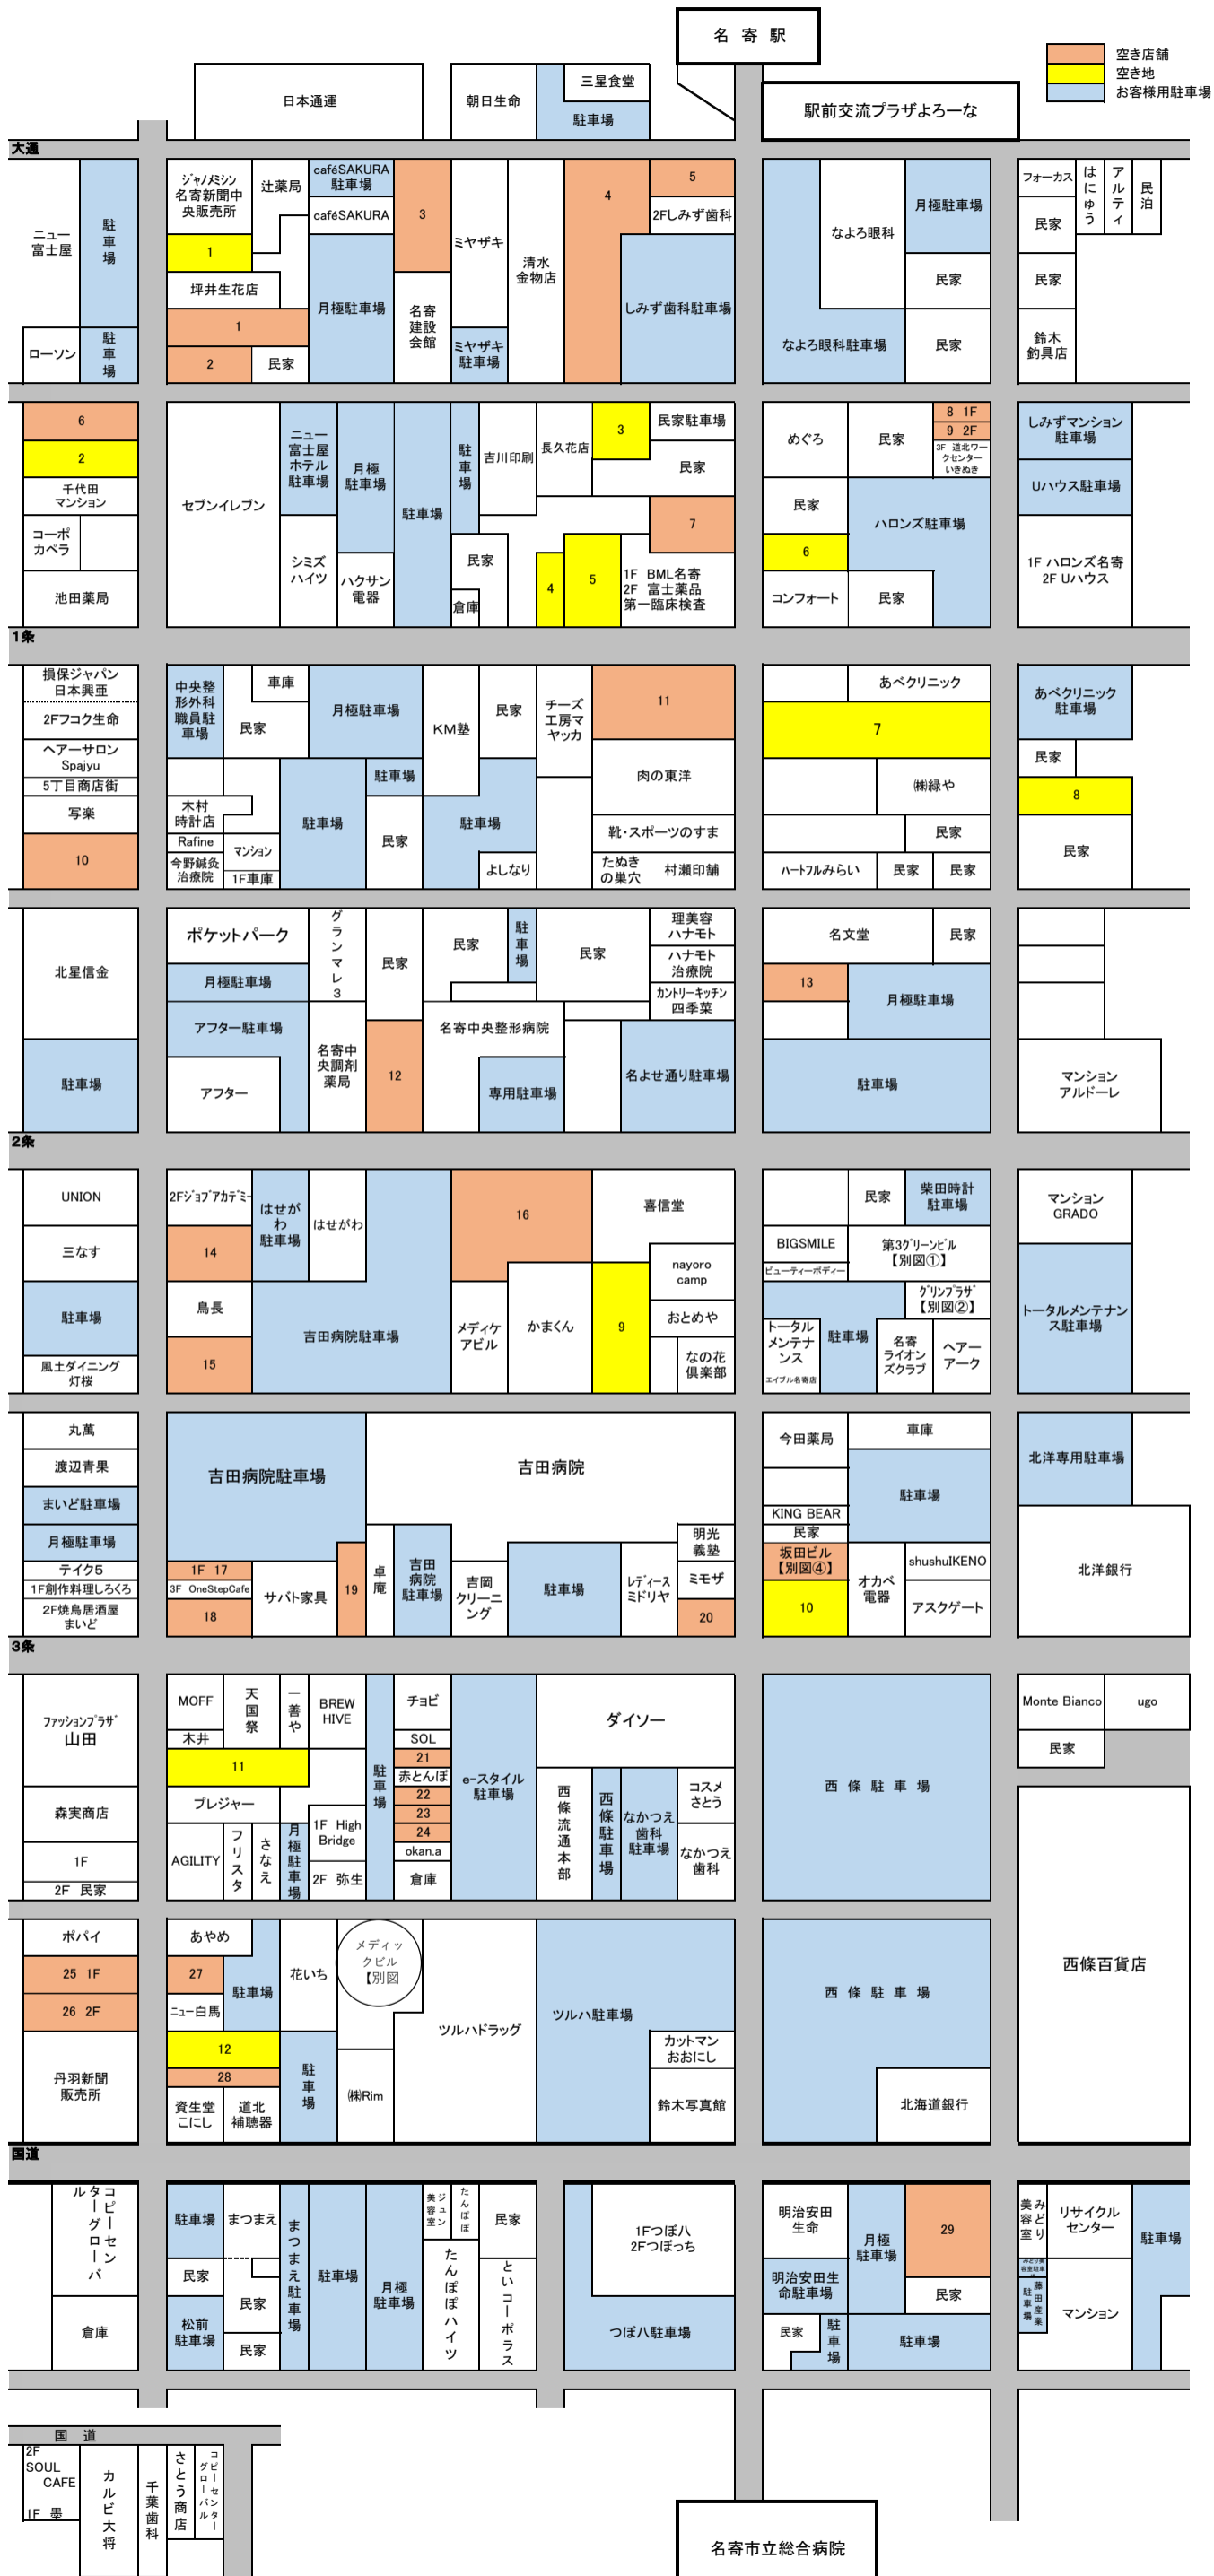 名 寄 駅
空き店舗
空き地
お客様用駐車場
日本通運
朝日生命
三星食堂
駐車場
駅前交流プラザよろーな
大通
ニュー
富士屋
駐車場
ローソン
駐車場
ジャノメミシン
名寄新聞中
央販売所
辻薬局
caféSAKURA
駐車場
caféSAKURA
1
坪井生花店
1
2
民家
月極駐車場
3
名寄
建設
会館
ミヤザキ
ミヤザキ
駐車場
清水
金物店
4
5
2Fしみず歯科
しみず歯科駐車場
なよろ眼科
月極駐車場
民家
なよろ眼科駐車場
民家
フォーカス
はにゅう
アルティ
民泊
民家
民家
鈴木
釣具店
6
2
千代田
マンション
コーポ
カペラ
池田薬局
セブンイレブン
ニュー
富士屋
ホテル
駐車場
シミズ
ハイツ
月極
駐車場
ハクサン
電器
駐車場
駐車場
吉川印刷
長久花店
3
民家駐車場
民家
7
民家
倉庫
4
5
1F BML名寄
2F 富士薬品
第一臨床検査
めぐろ
民家
8 1F
9 2F
3F 道北ワー
クセンター
いきぬき
民家
ハロンズ駐車場
6
コンフォート
民家
しみずマンション
駐車場
Uハウス駐車場
1F ハロンズ名寄
2F Uハウス
1条
損保ジャパン
日本興亜
2Fフコク生命
ヘアーサロン
Spajyu
5丁目商店街
写楽
10
中央整
形外科
職員駐
車場
車庫
民家
月極駐車場
駐車場
木村
時計店
Rafine
今野鍼灸
治療院
マンション
1F車庫
駐車場
民家
KM塾
民家
駐車場
よしなり
チーズ
工房マ
ヤッカ
11
肉の東洋
靴・スポーツのすま
たぬき
の巣穴
村瀬印舗
あべクリニック
7
㈱緑や
民家
ハートフルみらい
民家
民家
あべクリニック
駐車場
民家
8
民家
北星信金
駐車場
ポケットパーク
月極駐車場
アフター駐車場
アフター
グランマレ3
名寄中
央調剤
薬局
民家
12
民家
駐車場
民家
名寄中央整形病院
専用駐車場
理美容
ハナモト
ハナモト
治療院
カントリーキッチン
四季菜
名よせ通り駐車場
名文堂
民家
13
月極駐車場
駐車場
マンション
アルドーレ
2条
UNION
三なす
駐車場
風土ダイニング
灯桜
2Fジョブアカデミー
14
鳥長
15
はせが
わ
駐車場
はせがわ
吉田病院駐車場
16
メディケ
アビル
かまくん
喜信堂
9
nayoro
camp
おとめや
なの花
倶楽部
民家
柴田時計
駐車場
BIGSMILE
ビューティーボディー
第3グリーンビル
【別図①】
グリンプラザ
【別図②】
トータル
メンテナ
ンス
エイブル名寄店
駐車場
名寄
ライオン
ズクラブ
ヘアー
アーク
マンション
GRADO
トータルメンテナン
ス駐車場
丸萬
渡辺青果
まいど駐車場
月極駐車場
テイク5
1F創作料理しろくろ
2F焼鳥居酒屋
まいど
吉田病院駐車場
1F 17
3F OneStepCafe
18
サバト家具
19
卓庵
吉田
病院
駐車場
吉田病院
吉岡
クリーニ
ング
駐車場
レディース
ミドリヤ
明光
義塾
ミモザ
20
今田薬局
車庫
駐車場
KING BEAR
民家
坂田ビル
【別図④】
10
オカベ
電器
shushuIKENO
アスクゲート
北洋専用駐車場
北洋銀行
3条
ファッションプラザ
山田
森実商店
1F
2F 民家
MOFF
木井
天国祭
一善や
BREW
HIVE
11
プレジャー
AGILITY
フリスタ
さなえ
月極駐車場
1F High
Bridge
2F 弥生
駐車場
チョビ
SOL
21
赤とんぼ
22
23
24
okan.a
倉庫
e-スタイル
駐車場
ダイソー
西條流通本部
西條駐車場
なかつえ
歯科
駐車場
コスメ
さとう
なかつえ
歯科
西 條 駐 車 場
Monte Bianco
ugo
民家
西條百貨店
ポパイ
25 1F
26 2F
丹羽新聞
販売所
あやめ
27
ニュー白馬
駐車場
12
28
資生堂
こにし
道北
補聴器
花いち
駐車場
メディッ
クビル
【別図
㈱Rim
ツルハドラッグ
ツルハ駐車場
カットマン
おおにし
鈴木写真館
西 條 駐 車 場
北海道銀行
国道
コピーセン
ターグローバ
ル
倉庫
駐車場
まつまえ
民家
民家
松前
駐車場
民家
まつまえ駐車場
駐車場
月極
駐車場
ジュン
美容室
たんぽぽ
たんぽぽハイツ
民家
といコーポラス
1Fつぼ八
2Fつぼっち
つぼ八駐車場
明治安田
生命
明治安田生
命駐車場
月極
駐車場
29
民家
民家
駐車場
駐車場
みどり
美容室
リサイクル
センター
駐車場
みどり美
容室駐車
場
藤田産業
駐車場
マンション
国 道
2F
SOUL
CAFE
1F 墨
カルビ大将
千葉歯科
さとう商店
コピーセンター
グローバル
名寄市立総合病院